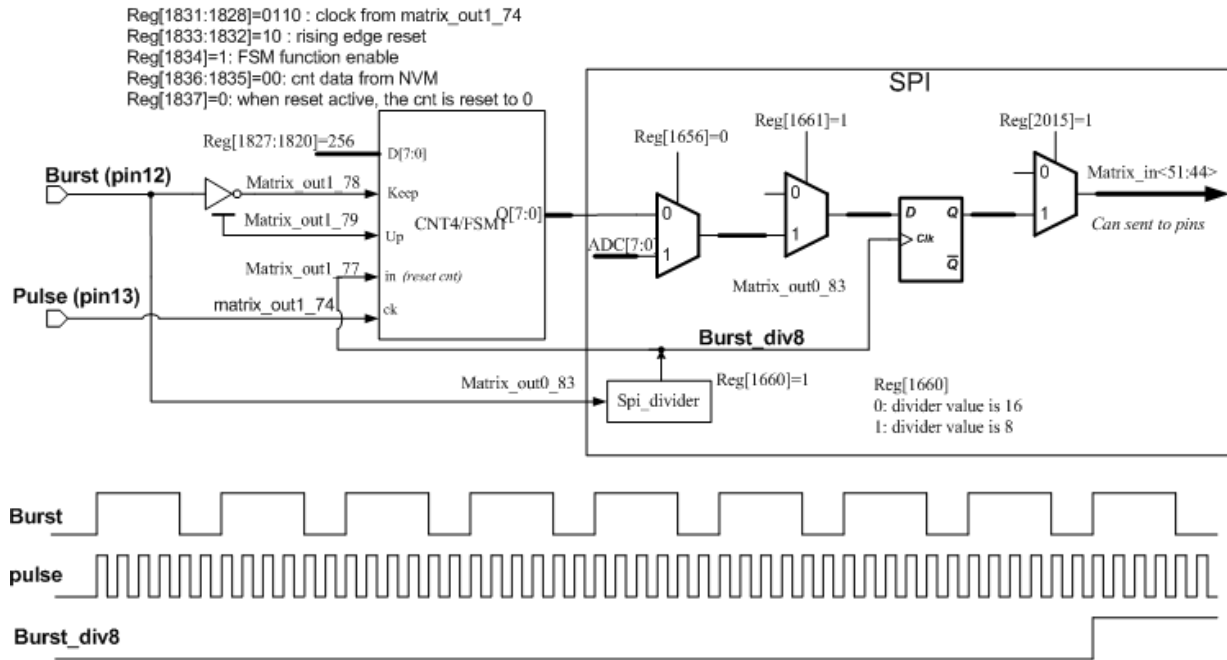 Reg[1831:1828]=0110 : clock from matrix_out1_74
Reg[1833:1832]=10 : rising edge reset
Reg[1834]=1: FSM function enable
Reg[1836:1835]=00: cnt data from NVM
Reg[1837]=0: when reset active, the cnt is reset to 0
SPI
Reg[1827:1820]=256
D[7:0]
Reg[1656]=0
Reg[1661]=1
Reg[2015]=1
Burst (pin12)
Matrix_out1_78
Keep
Matrix_out1_79
Up
CNT4/FSM1
Q[7:0]
0
1
ADC[7:0]
0
1
D
Q
Clk
Q
0
1
Matrix_in<51:44>
Can sent to pins
Matrix_out1_77
in (reset cnt)
Matrix_out0_83
Pulse (pin13)
matrix_out1_74
ck
Burst_div8
Matrix_out0_83
Spi_divider
Reg[1660]=1
Reg[1660]
0: divider value is 16
1: divider value is 8
Burst
pulse
Burst_div8